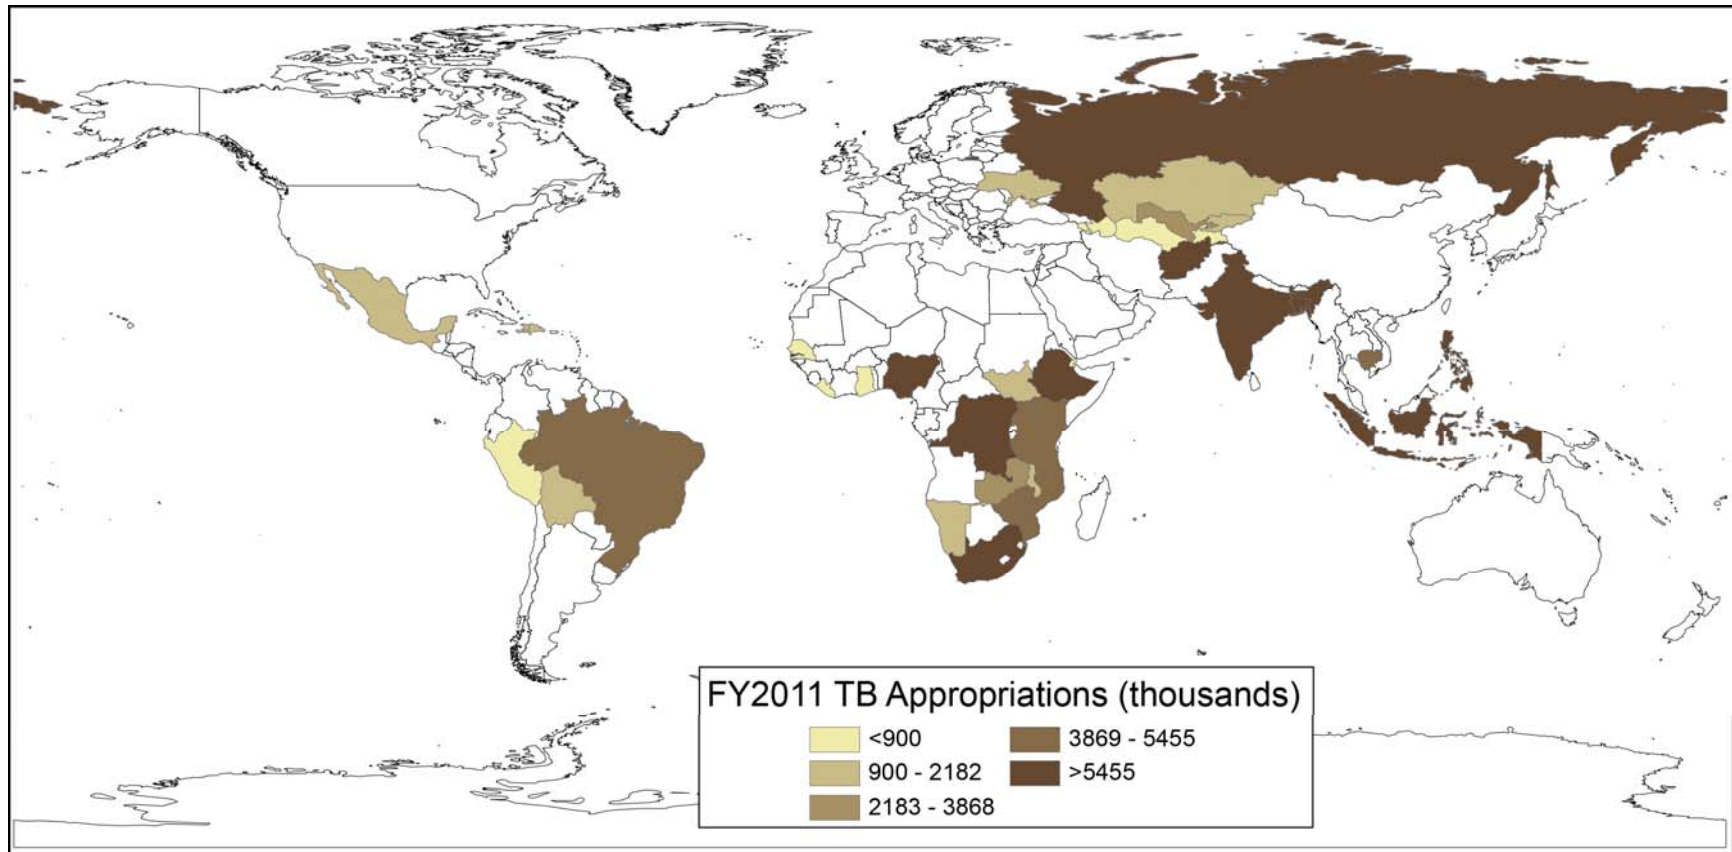 FY2011 TB Appropriations (thousands)
<900
900 - 2182
2183 - 3868
3869 - 5455
>5455